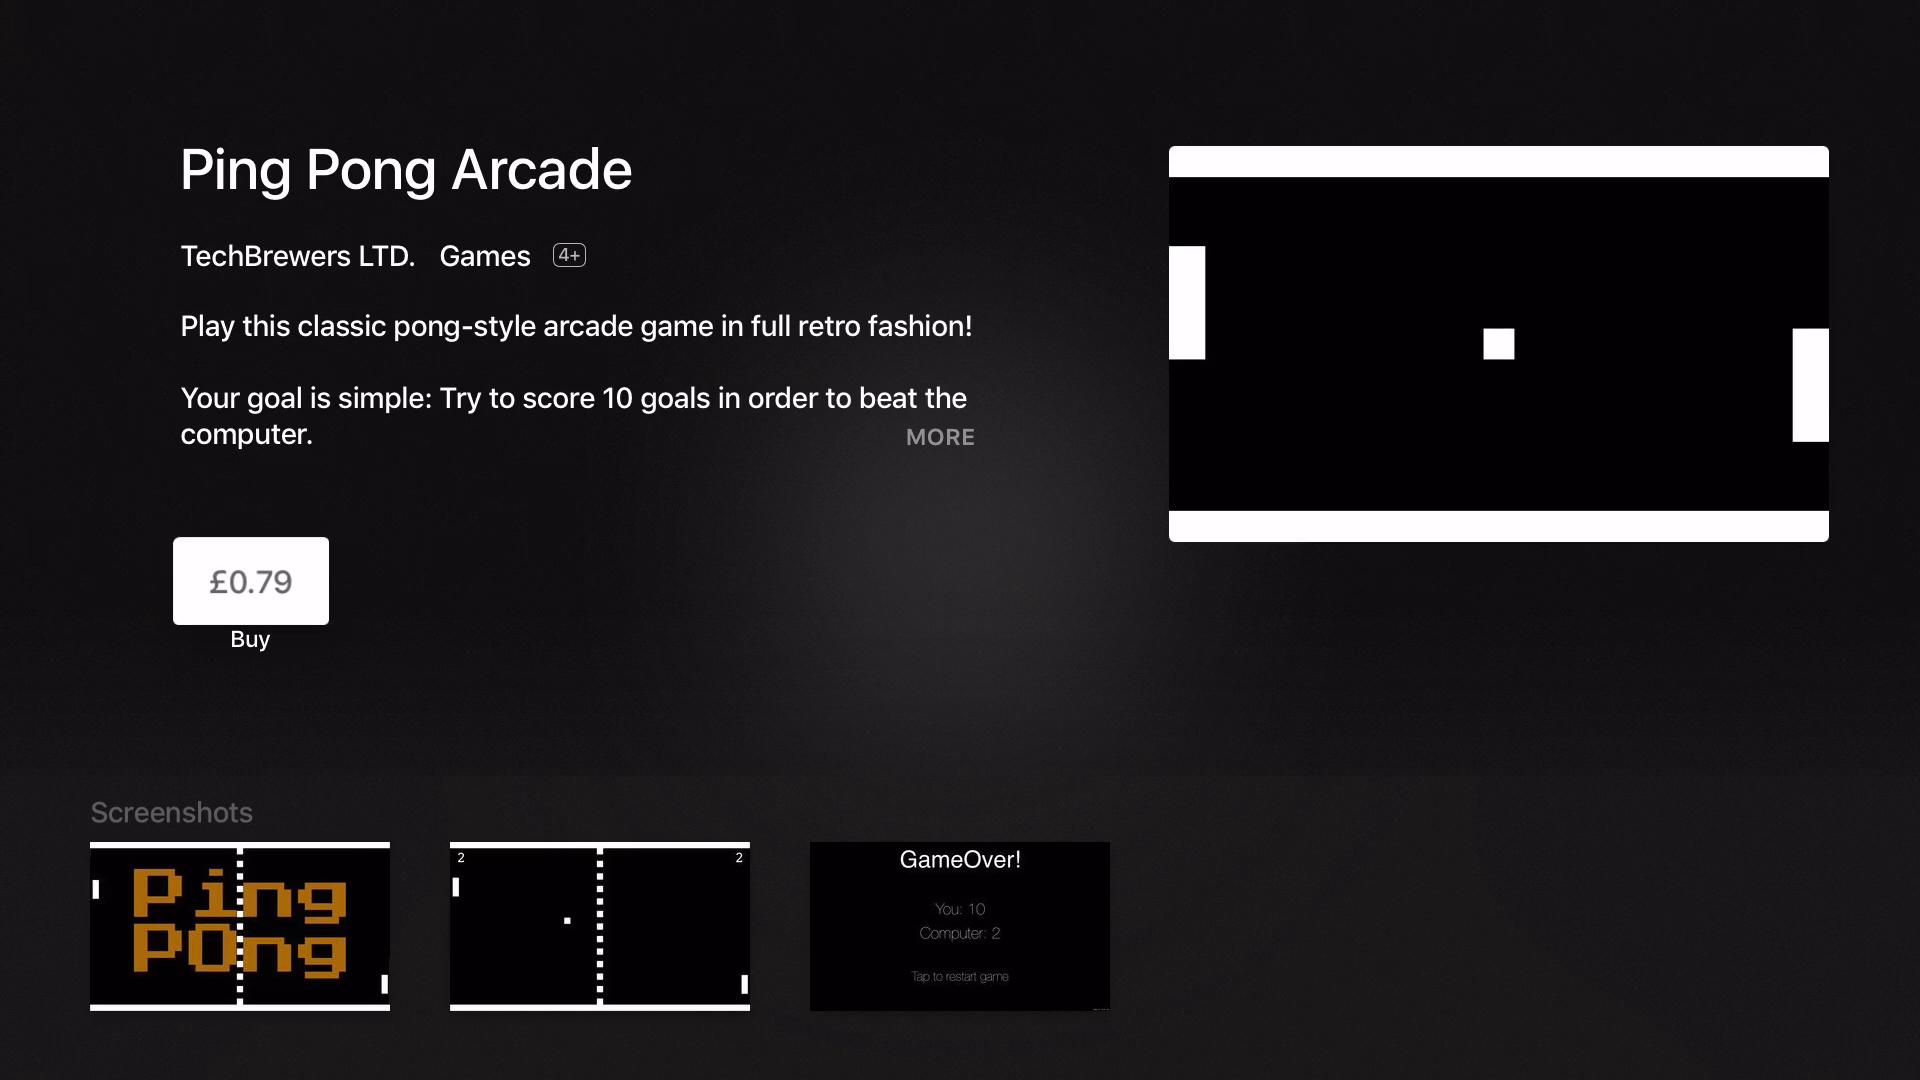 Ping Pong Arcade
TechBrewers LTD. Games 4+
Play this classic pong-style arcade game in full retro fashion!
Your goal is simple: Try to score 10 goals in order to beat the
computer. MORE
£0.79
Buy
Screenshots
Ping
POng
2 2
GameOver!
You: 10
Computer: 2
Tap to restart game